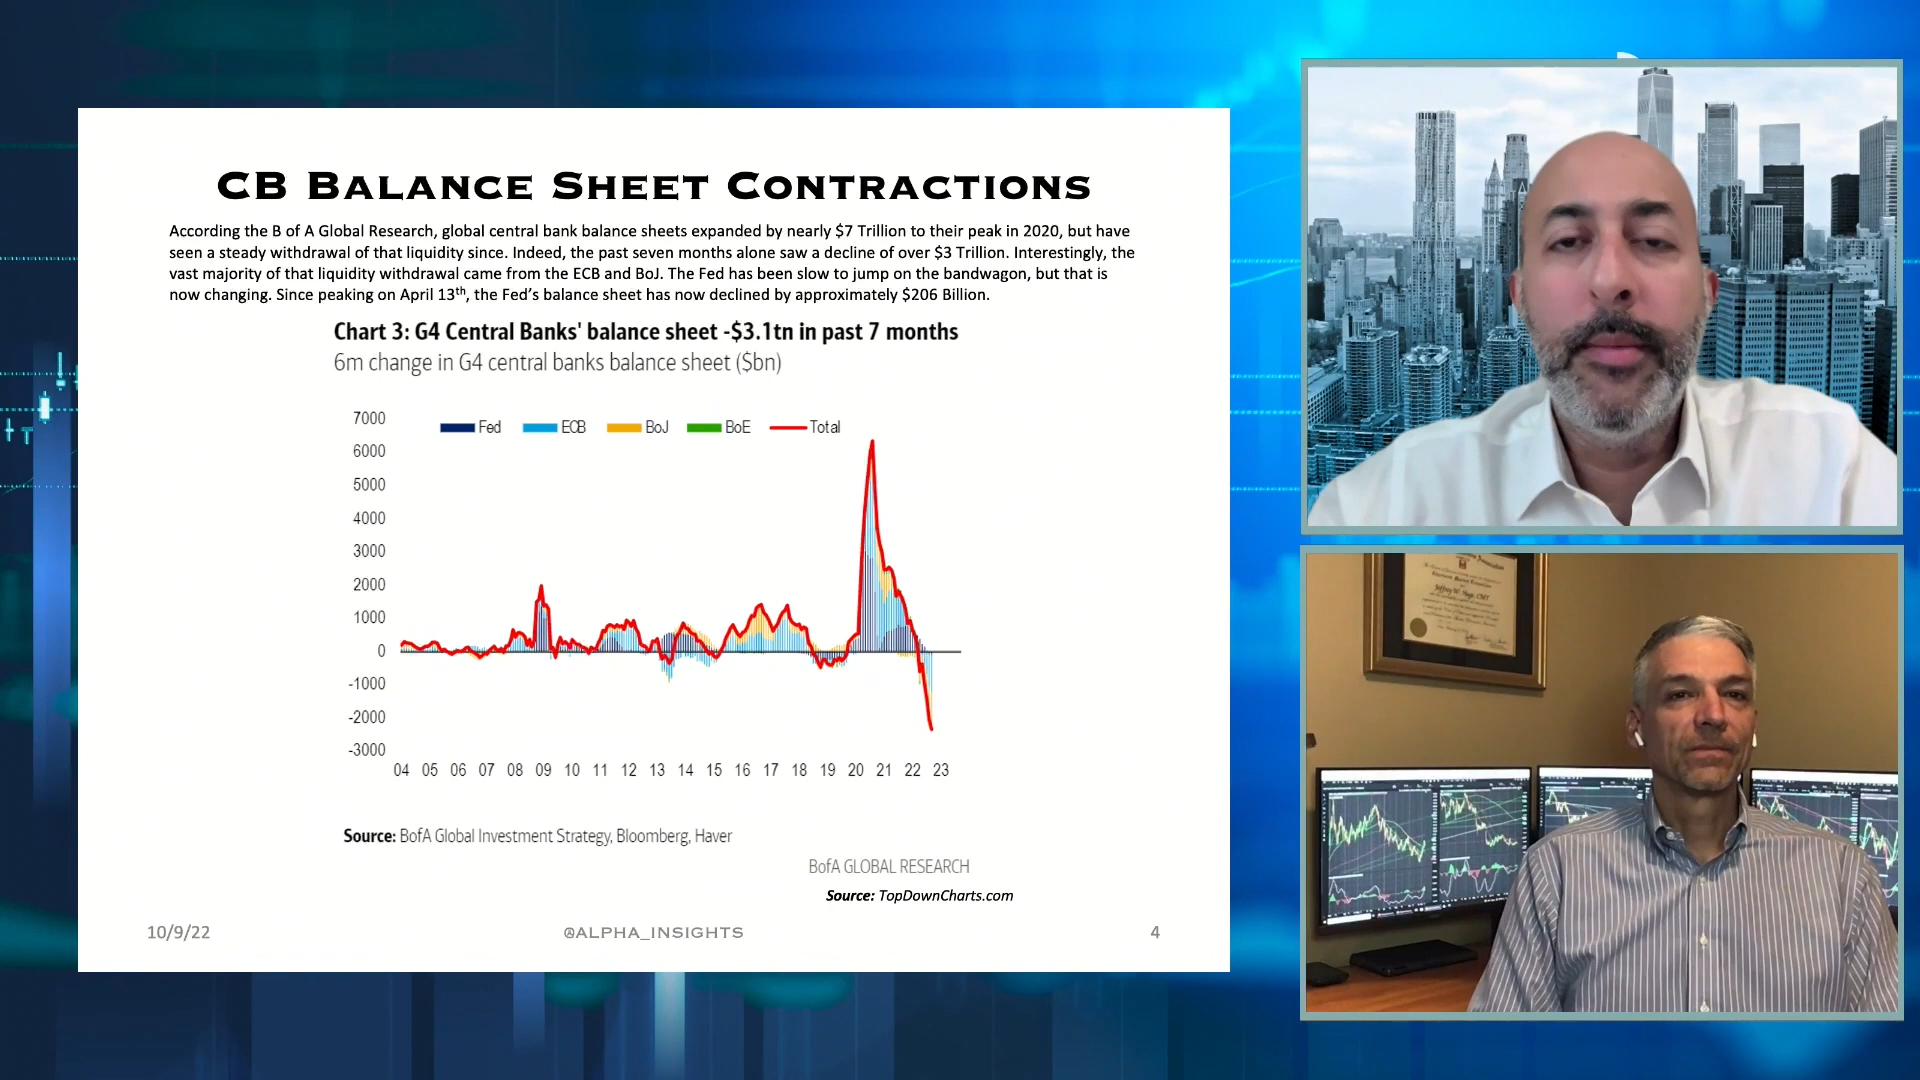 CB BALANCE SHEET CONTRACTIONS
According the B of A Global Research, global central bank balance sheets expanded by nearly $7 Trillion to their peak in 2020, but have
seen a steady withdrawal of that liquidity since. Indeed, the past seven months alone saw a decline of over $3 Trillion. Interestingly, the
vast majority of that liquidity withdrawal came from the ECB and BoJ. The Fed has been slow to jump on the bandwagon, but that is
now changing. Since peaking on April 13th, the Fed's balance sheet has now declined by approximately $206 Billion.
Chart 3: G4 Central Banks' balance sheet -$3.1tn in past 7 months
6m change in G4 central banks balance sheet ($bn)
Fed ECB BoJ BoE Total
7000
6000
5000
4000
3000
2000
1000
0
-1000
-2000
-3000
04 05 06 07 08 09 10 11 12 13 14 15 16 17 18 19 20 21 22 23
Source: BofA Global Investment Strategy, Bloomberg, Haver
BofA GLOBAL RESEARCH
Source: TopDownCharts.com
10/9/22 @ALPHA_INSIGHTS 4